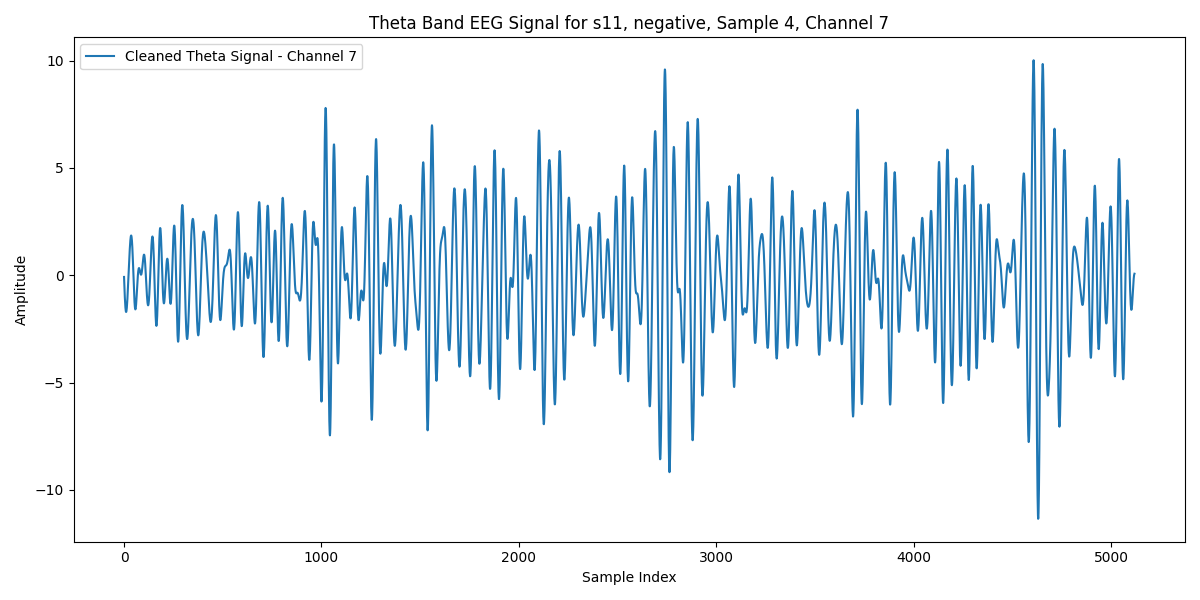 Theta Band EEG Signal for s11, negative, Sample 4, Channel 7
Cleaned Theta Signal - Channel 7
10
5
0
−5
−10
Amplitude
0 1000 2000 3000 4000 5000
Sample Index